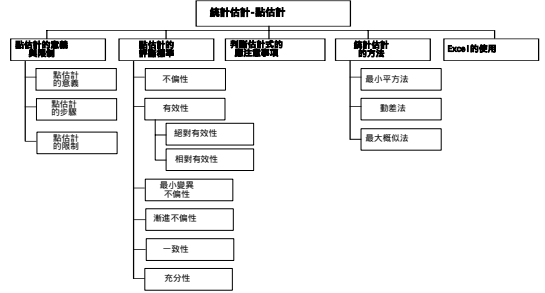 統計估計-點估計
點估計的意義
與限制
點估計
的意義
點估計
的步驟
點估計
的限制
點估計的
評斷標準
不偏性
有效性
絕對有效性
相對有效性
最小變異
不偏性
漸進不偏性
一致性
充分性
判斷估計式的
應注意事項
統計估計
的方法
最小平方法
動差法
最大概似法
Excel的使用